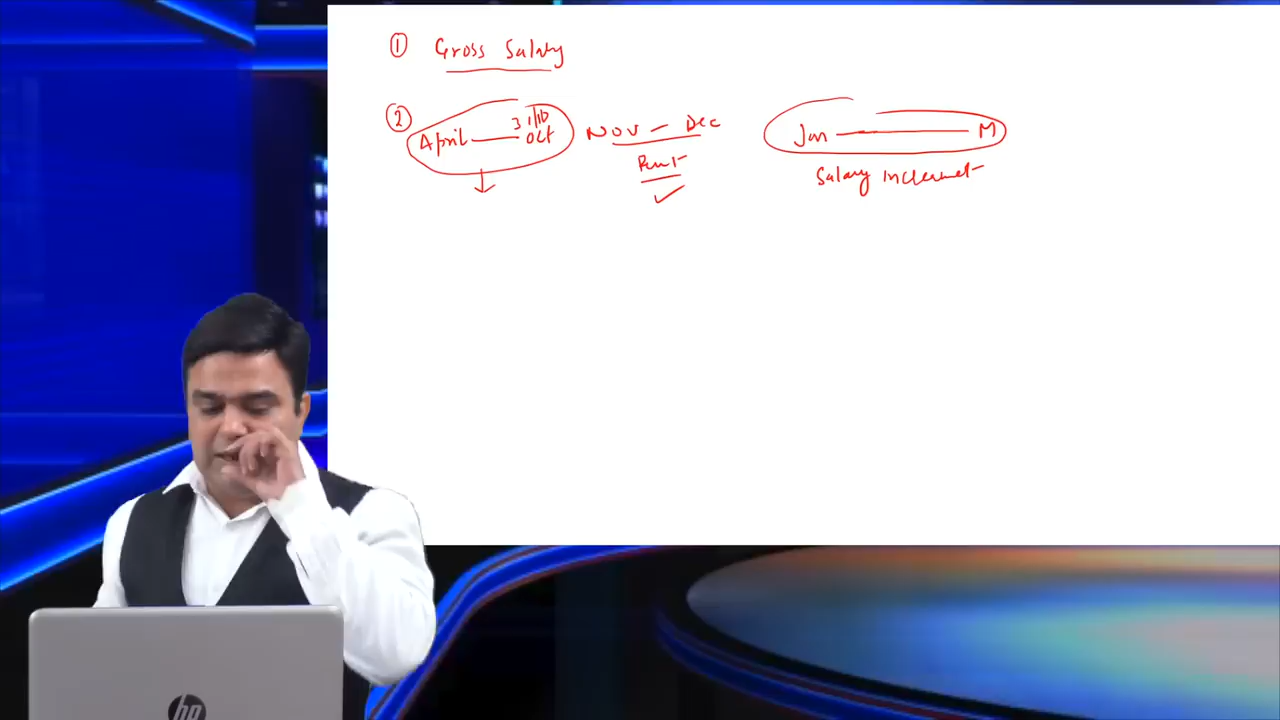 ① Gross Salary
② April — 31/10 Oct Nov — Dec Jan — M
Rent Salary increment
hp